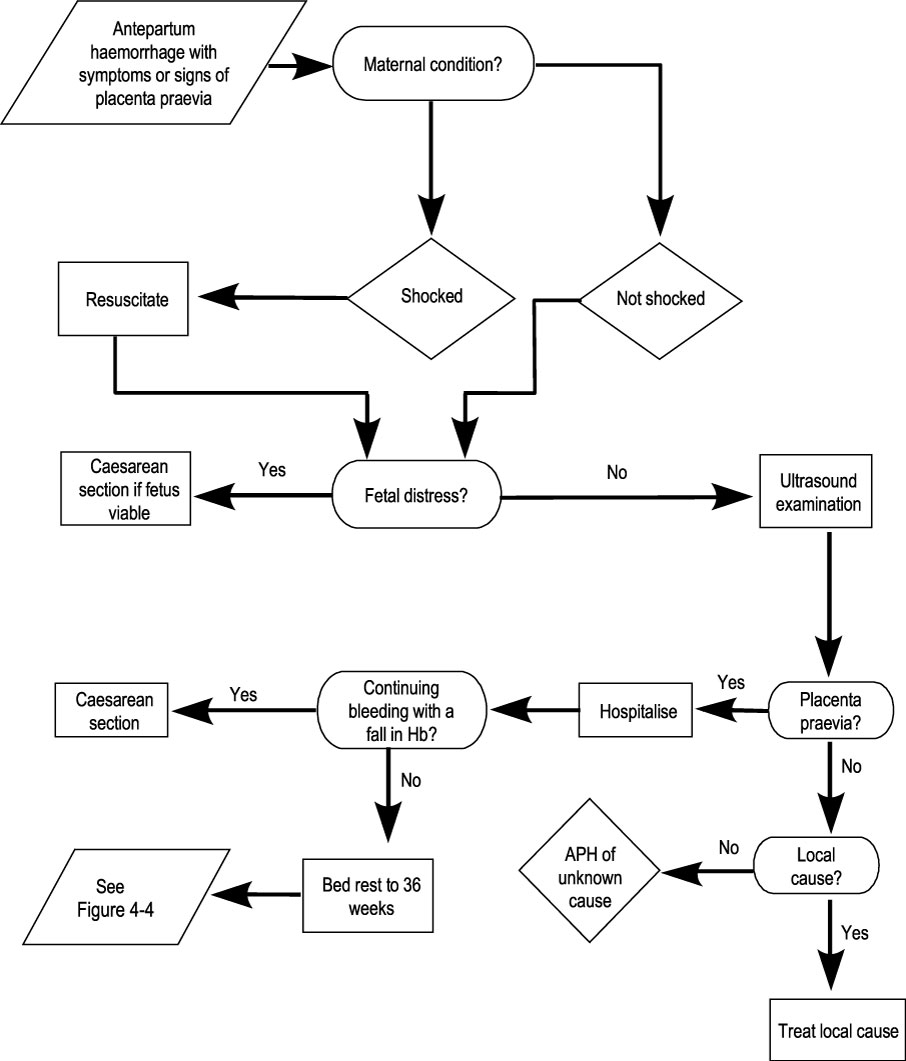 Antepartum
haemorrhage with
symptoms or signs of
placenta praevia
Maternal condition?
Resuscitate
Shocked
Not shocked
Caesarean
section if fetus
viable
Yes
Fetal distress?
No
Ultrasound
examination
Caesarean
section
Yes
Continuing
bleeding with a
fall in Hb?
Hospitalise
Yes
Placenta
praevia?
No
No
See
Figure 4-4
Bed rest to 36
weeks
APH of
unknown
cause
No
Local
cause?
Yes
Treat local cause